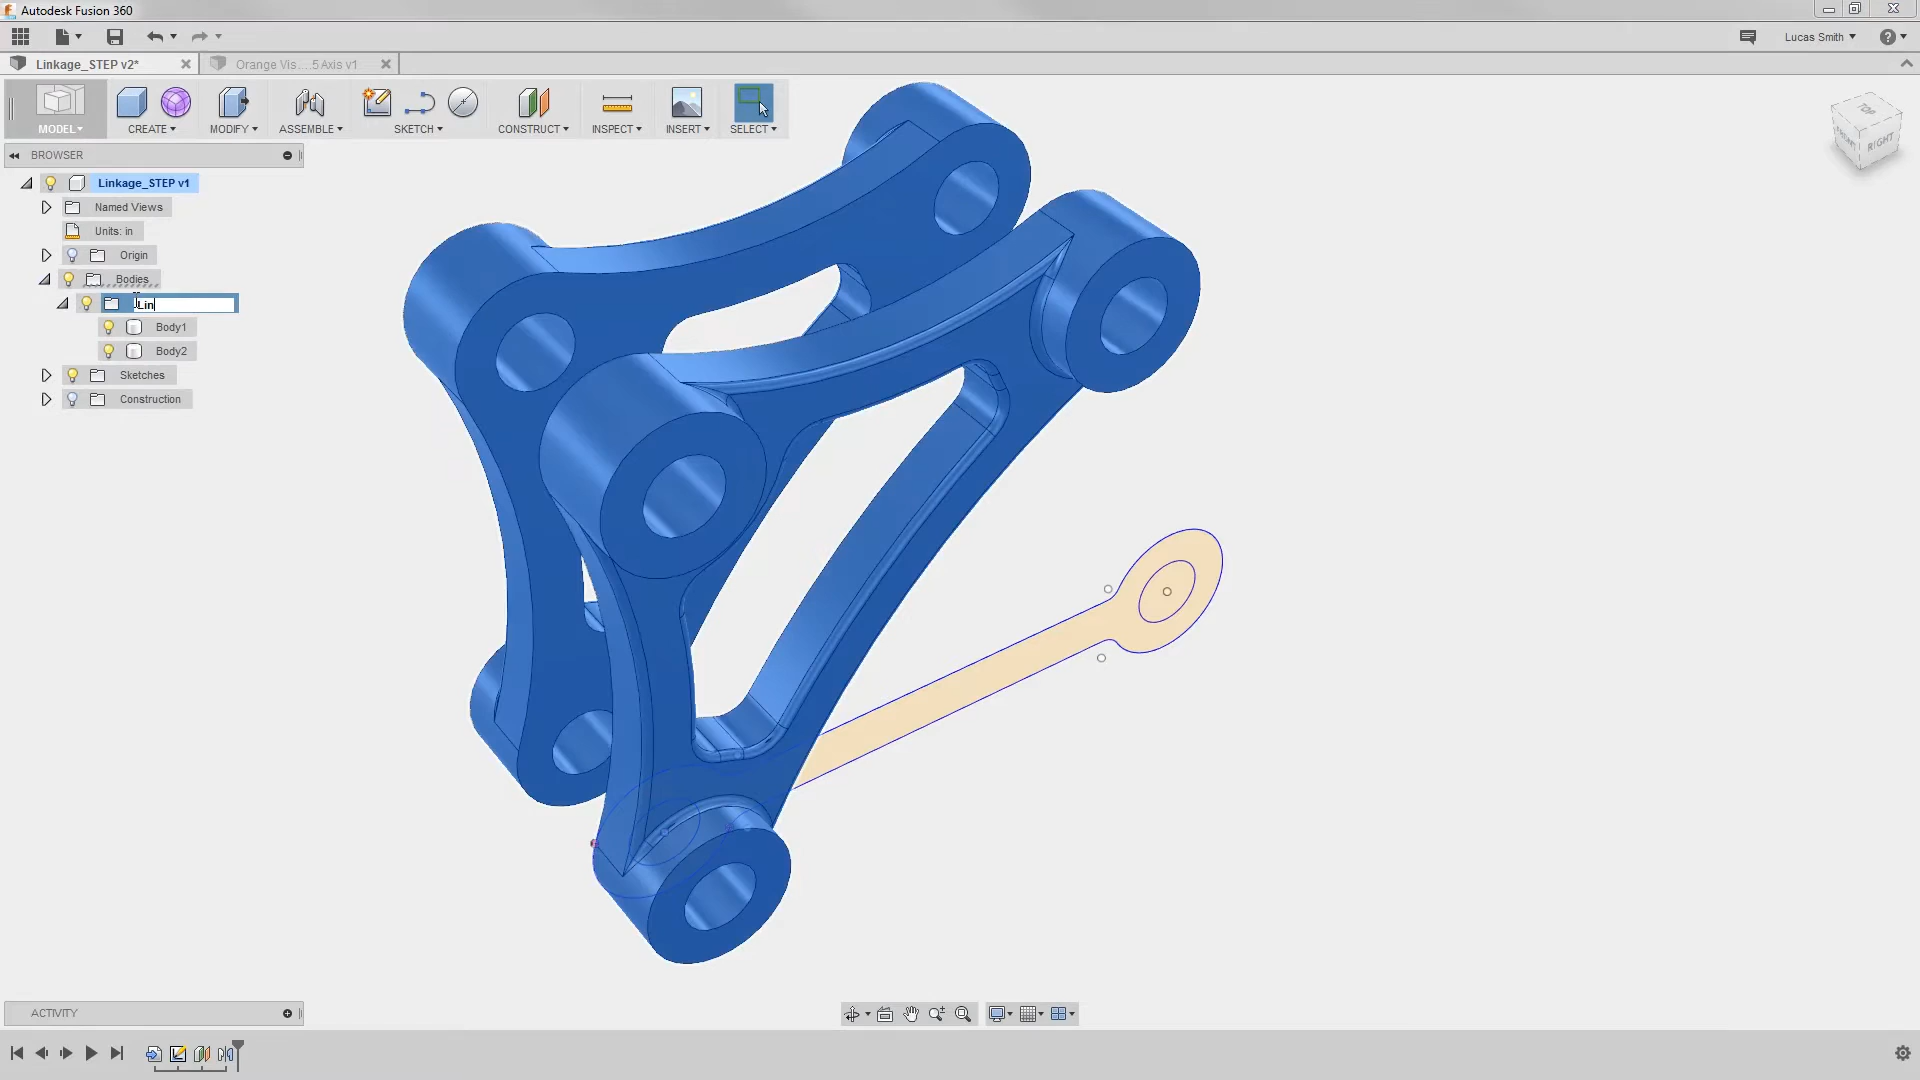 Autodesk Fusion 360
Lucas Smith
Linkage_STEP v2*
Orange Vis....5 Axis v1
MODEL
CREATE
MODIFY
ASSEMBLE
SKETCH
CONSTRUCT
INSPECT
INSERT
SELECT
TOP
RIGHT
BROWSER
Linkage_STEP v1
Named Views
Units: in
Origin
Bodies
Lin
Body1
Body2
Sketches
Construction
ACTIVITY